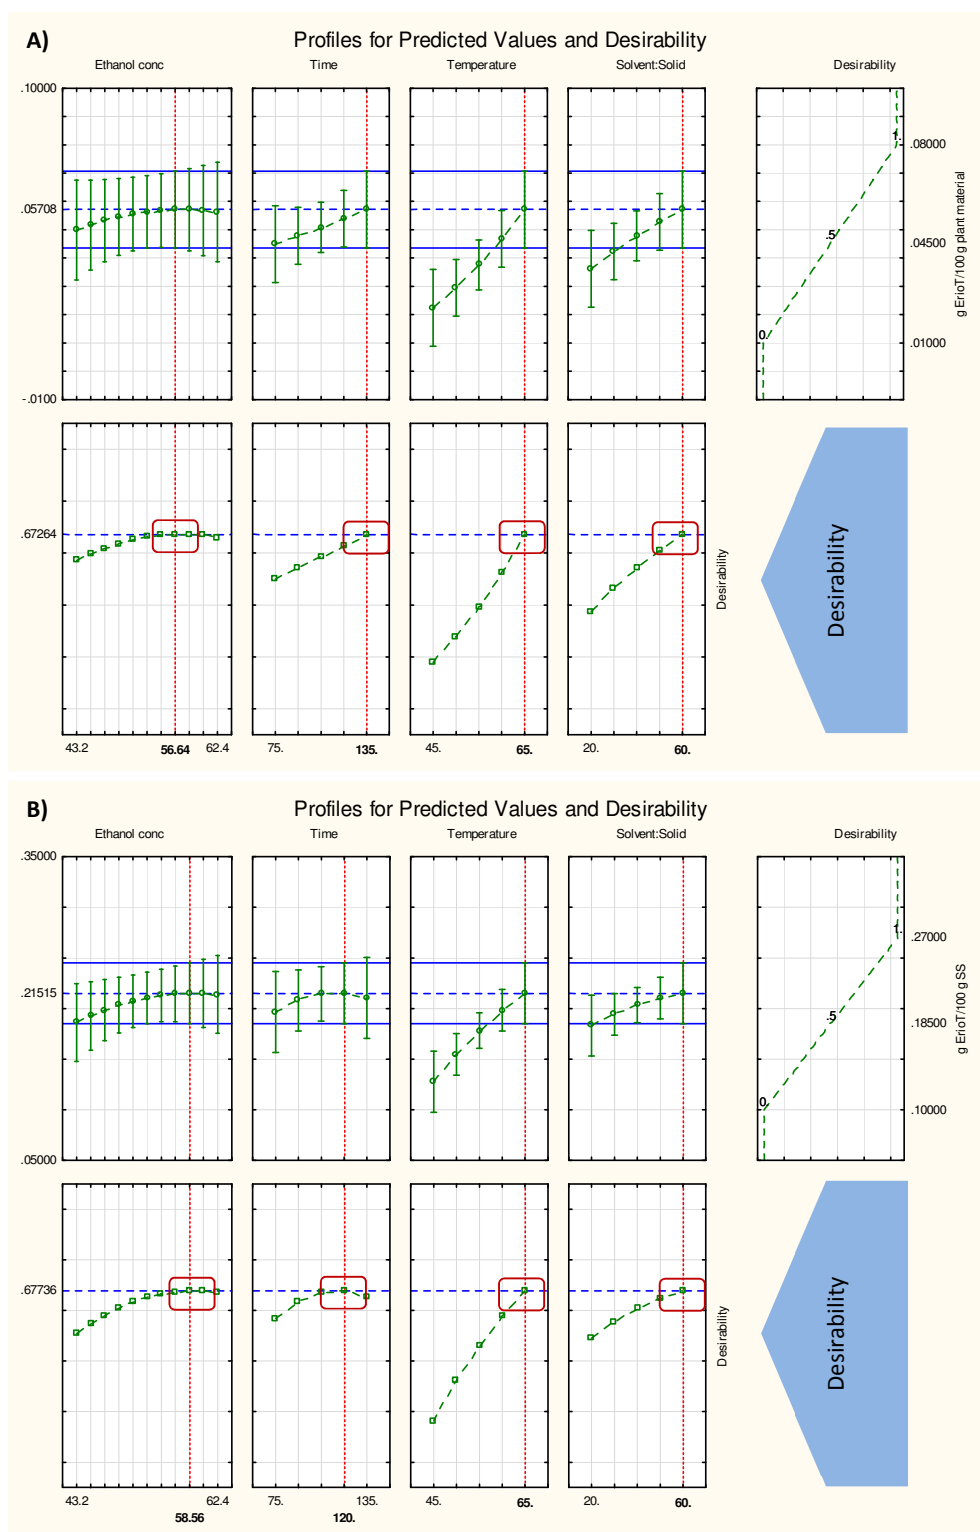 A)
Profiles for Predicted Values and Desirability
Ethanol conc Time Temperature Solvent:Solid Desirability
.10000
.05708
-.0100
1.
.5
0.
.08000
.04500
.01000
g ErioT/100 g plant material
.67264
Desirability
Desirability
43.2 56.64 62.4 75. 135. 45. 65. 20. 60.
B)
Profiles for Predicted Values and Desirability
Ethanol conc Time Temperature Solvent:Solid Desirability
.35000
.21515
.05000
1.
.5
0.
.27000
.18500
.10000
g ErioT/100 g SS
.67736
Desirability
Desirability
43.2 62.4 75. 135. 45. 65. 20. 60.
58.56 120.